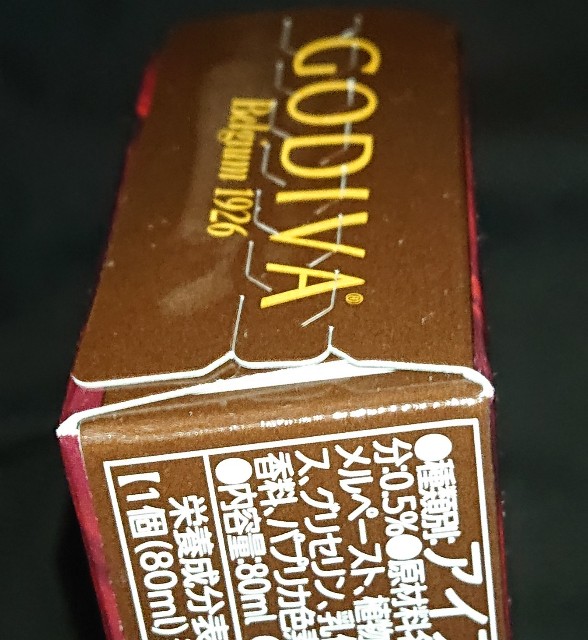 GODIVA®
Belgium 1926
●種類別 アイ
分:0.5% ●原材料
メルペースト、植物
ス、グリセリン、乳
香料、パプリカ色素
●内容量:80ml
栄養成分表
【1個(80ml)